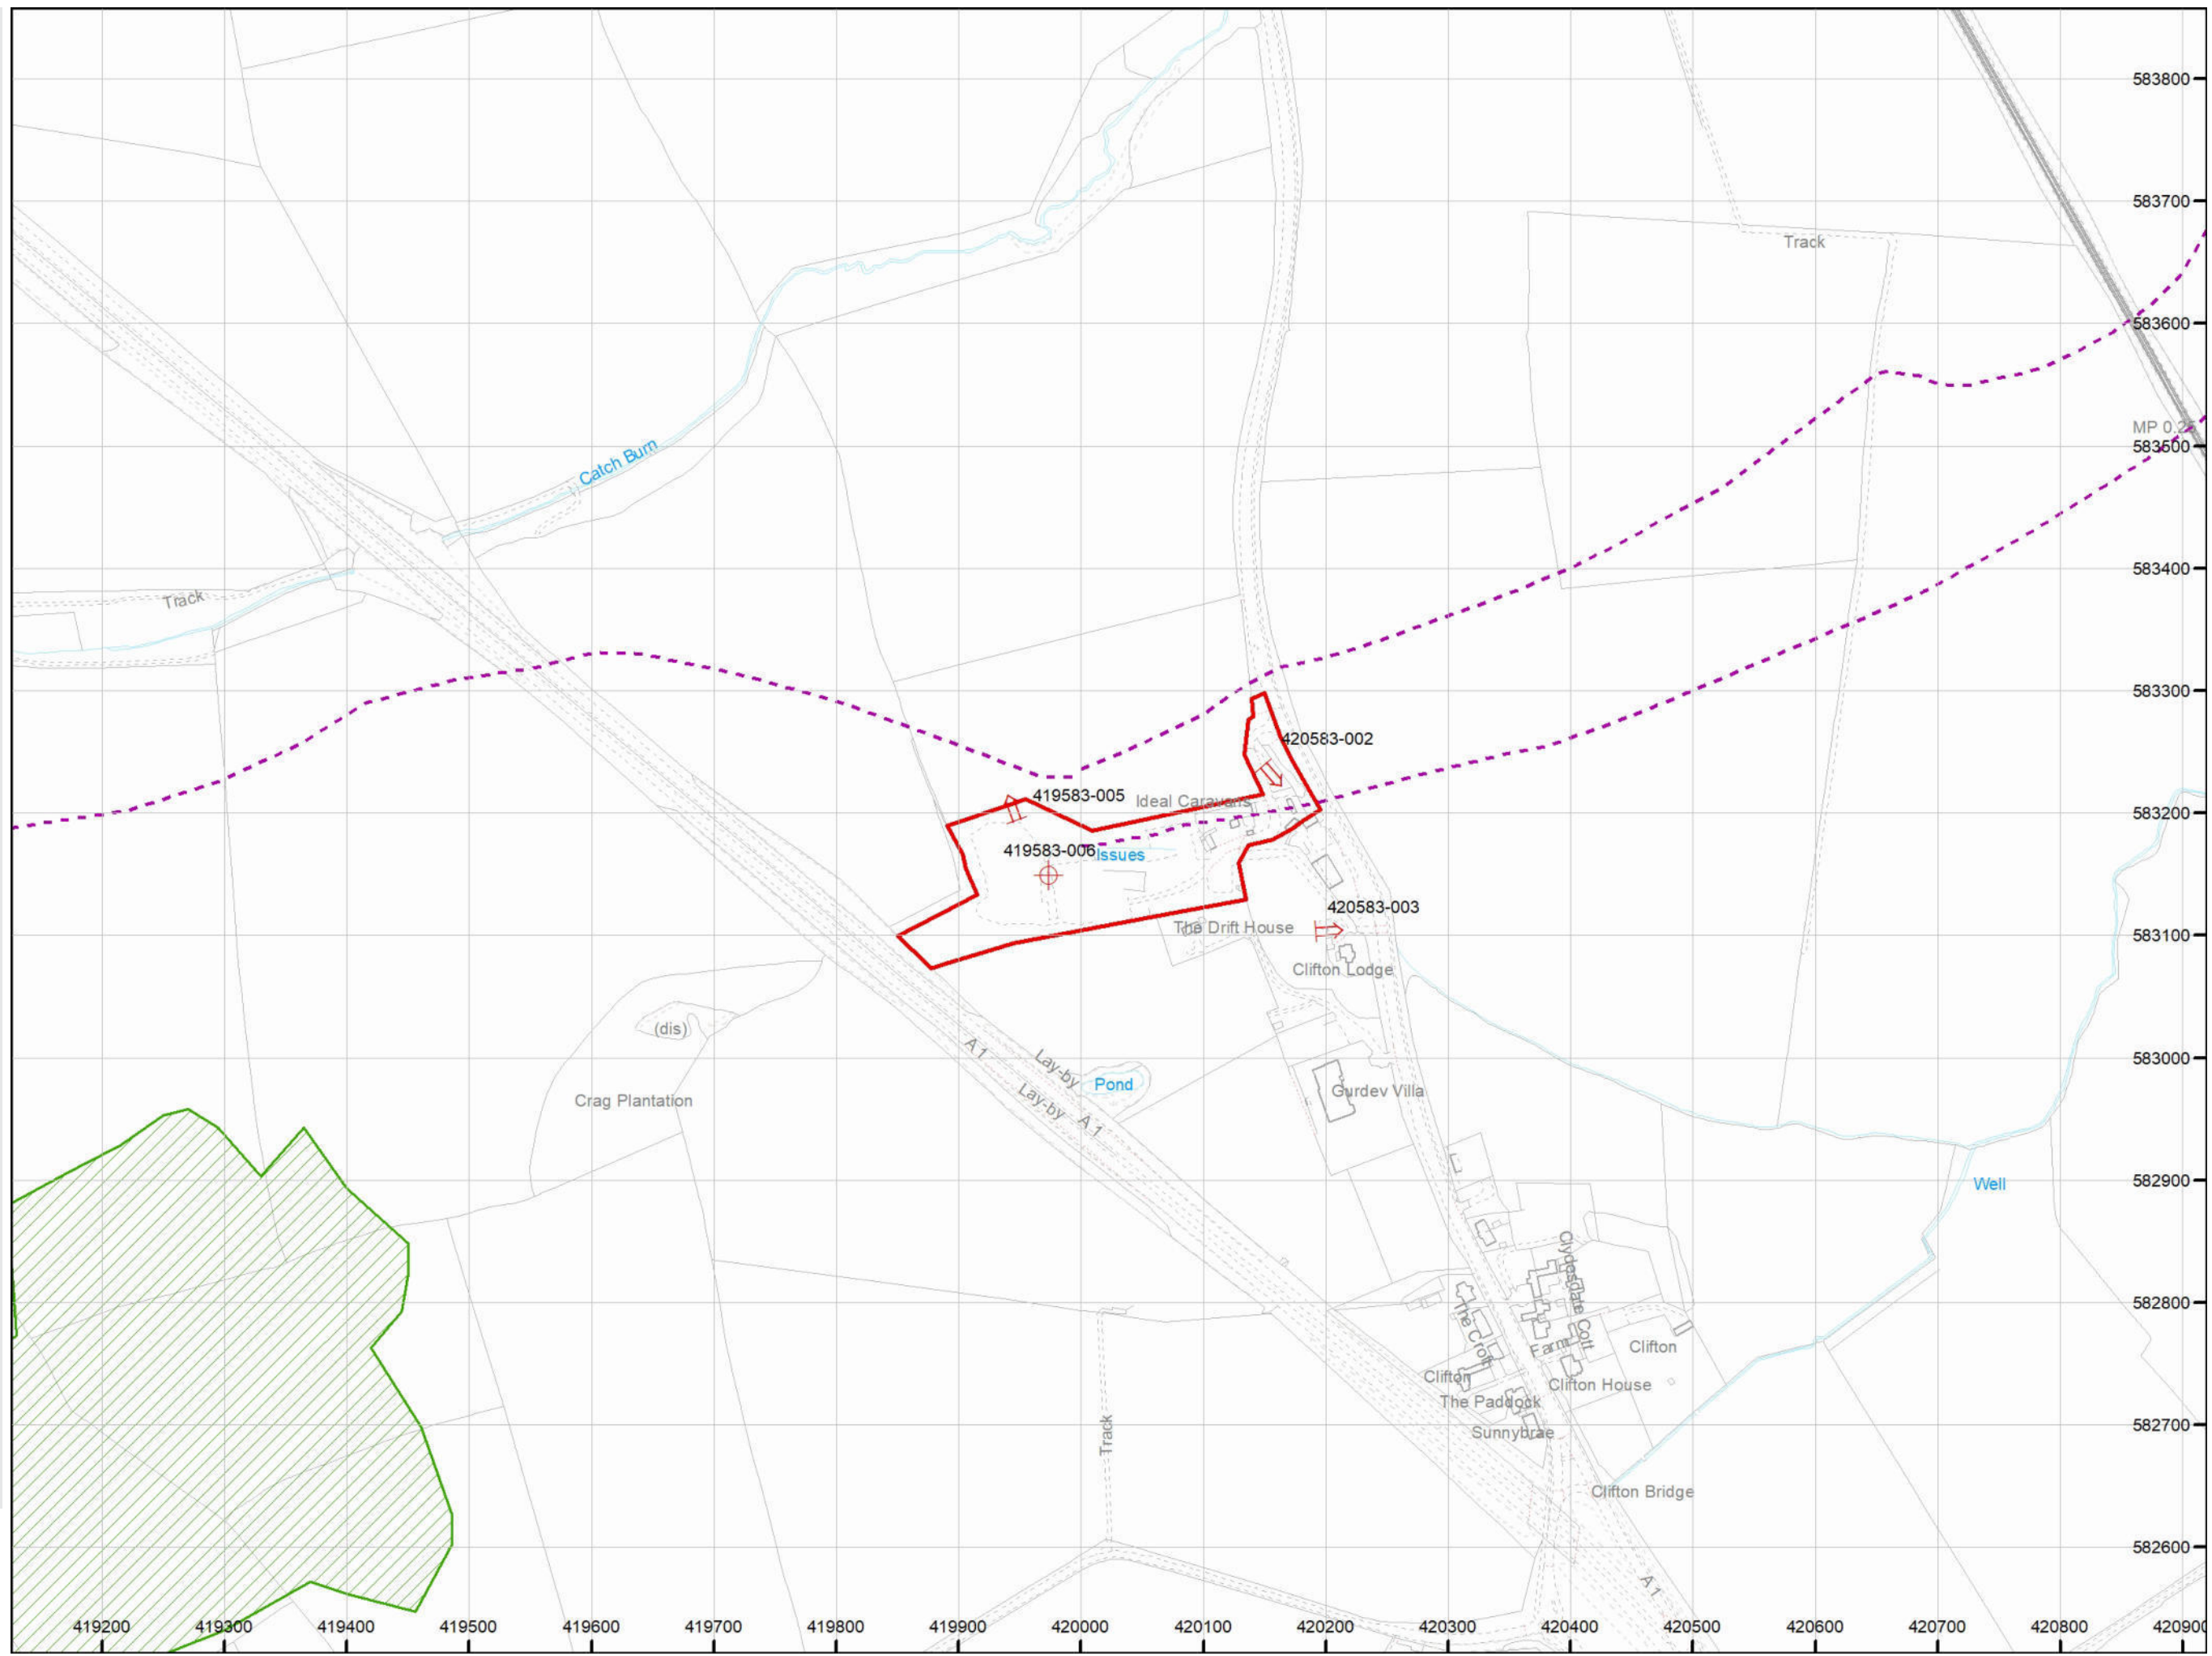 583800
583700
Track
583600
MP 0.25
583500
Catch Burn
583400
Track
583300
420583-002
419583-005
Ideal Caravans
583200
419583-006
Issues
420583-003
The Drift House
583100
Clifton Lodge
(dis)
A 1
Lay-by
583000
Pond
Lay-by
A 1
Gurdev Villa
Crag Plantation
582900
Well
Clydesdale Cott
582800
The Croft
Farm
Clifton
Clifton
Clifton House
The Paddock
582700
Sunnybrae
Track
Clifton Bridge
582600
A 1
419200 419300 419400 419500 419600 419700 419800 419900 420000 420100 420200 420300 420400 420500 420600 420700 420800 420900